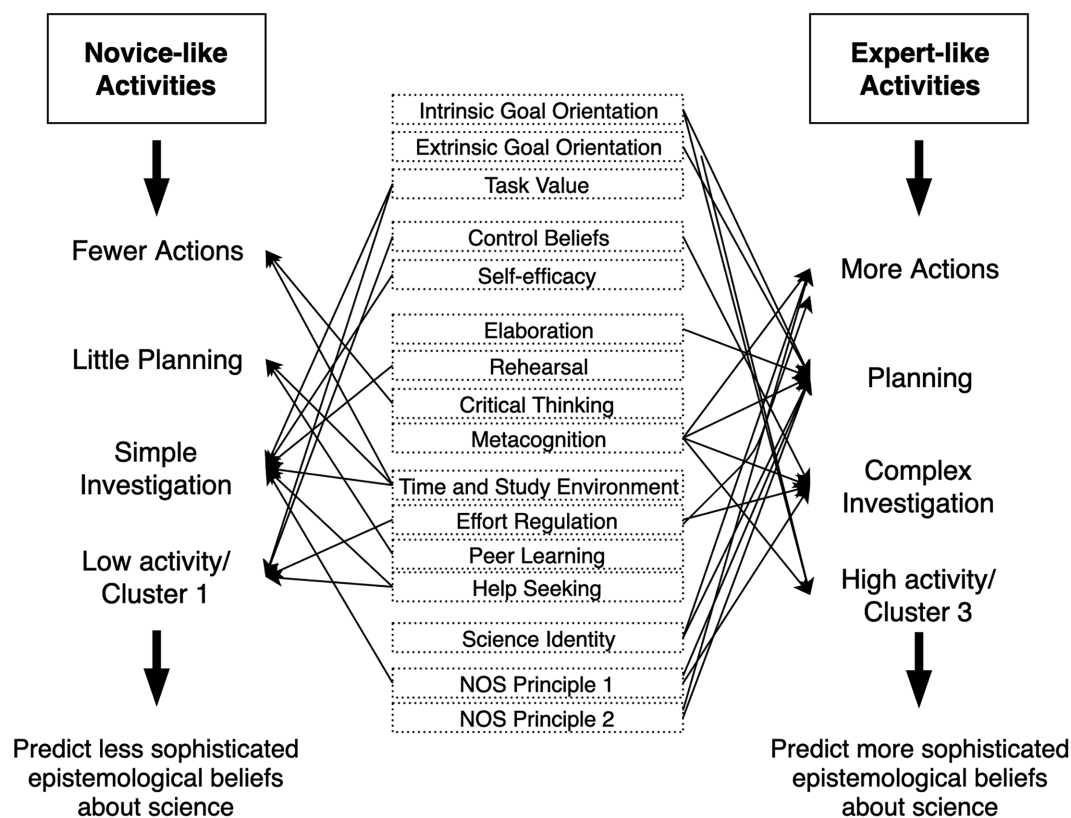 Novice-like
Activities
Fewer Actions
Little Planning
Simple
Investigation
Low activity/
Cluster 1
Predict less sophisticated
epistemological beliefs
about science
Intrinsic Goal Orientation
Extrinsic Goal Orientation
Task Value
Control Beliefs
Self-efficacy
Elaboration
Rehearsal
Critical Thinking
Metacognition
Time and Study Environment
Effort Regulation
Peer Learning
Help Seeking
Science Identity
NOS Principle 1
NOS Principle 2
Expert-like
Activities
More Actions
Planning
Complex
Investigation
High activity/
Cluster 3
Predict more sophisticated
epistemological beliefs
about science